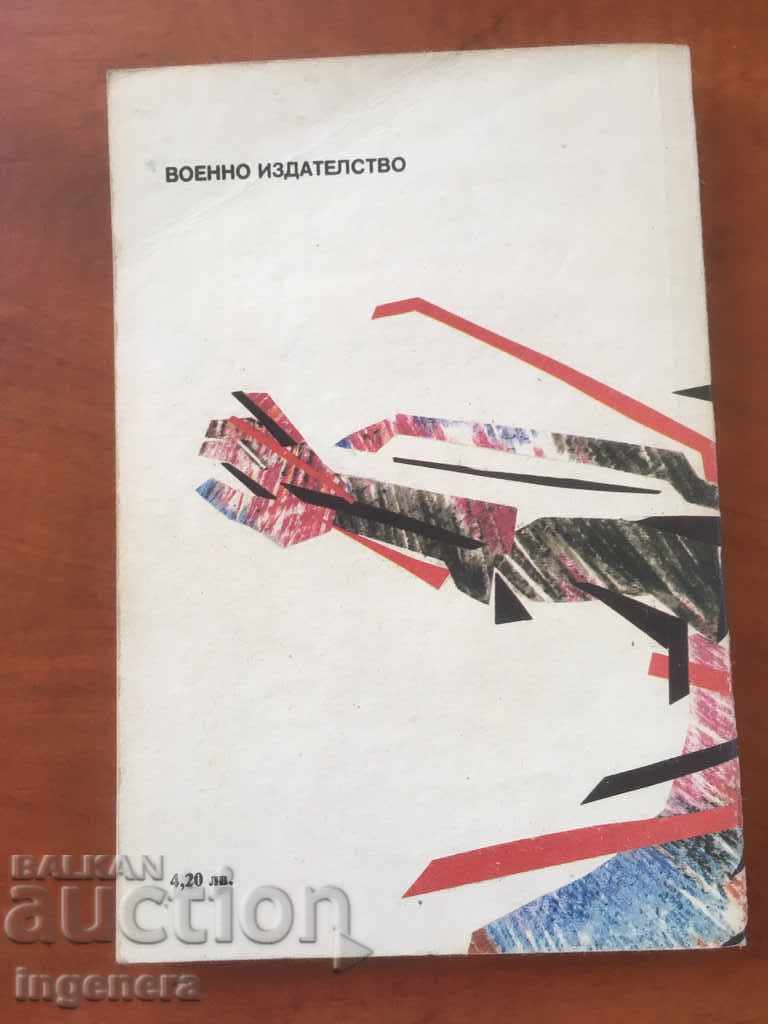 ВОЕННО ИЗДАТЕЛСТВО
4,20 лв.
BALKAN
auction
ingenera